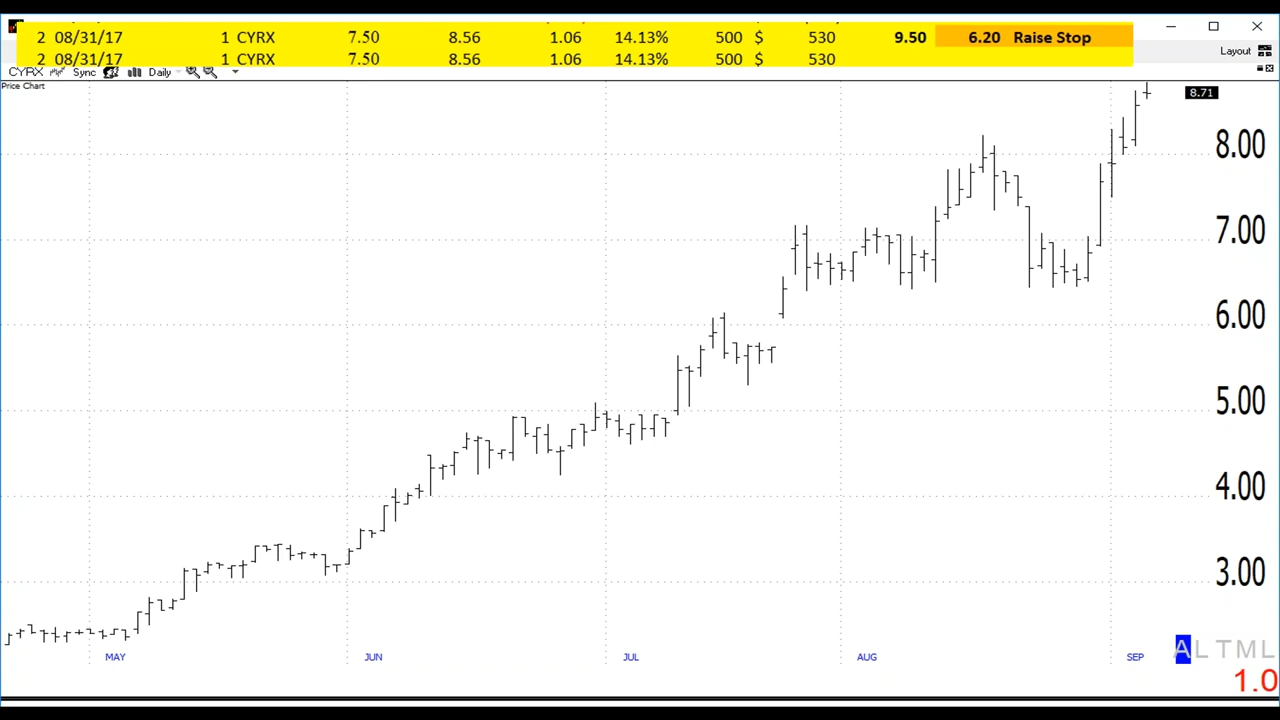 2 08/31/17 1 CYRX 7.50 8.56 1.06 14.13% 500 $ 530 9.50 6.20 Raise Stop
2 08/31/17 1 CYRX 7.50 8.56 1.06 14.13% 500 $ 530
Layout
CYRX Sync Daily
Price Chart
8.71
8.00
7.00
6.00
5.00
4.00
3.00
MAY JUN JUL AUG SEP
ALTML
1.0